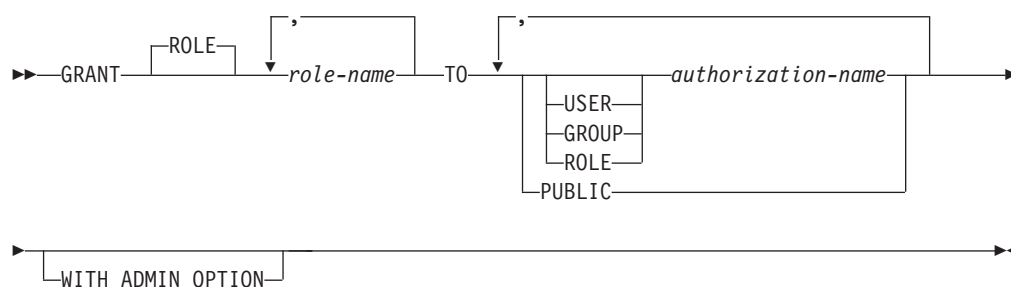 , ,
ROLE
GRANT role-name TO authorization-name
USER
GROUP
ROLE
PUBLIC
WITH ADMIN OPTION